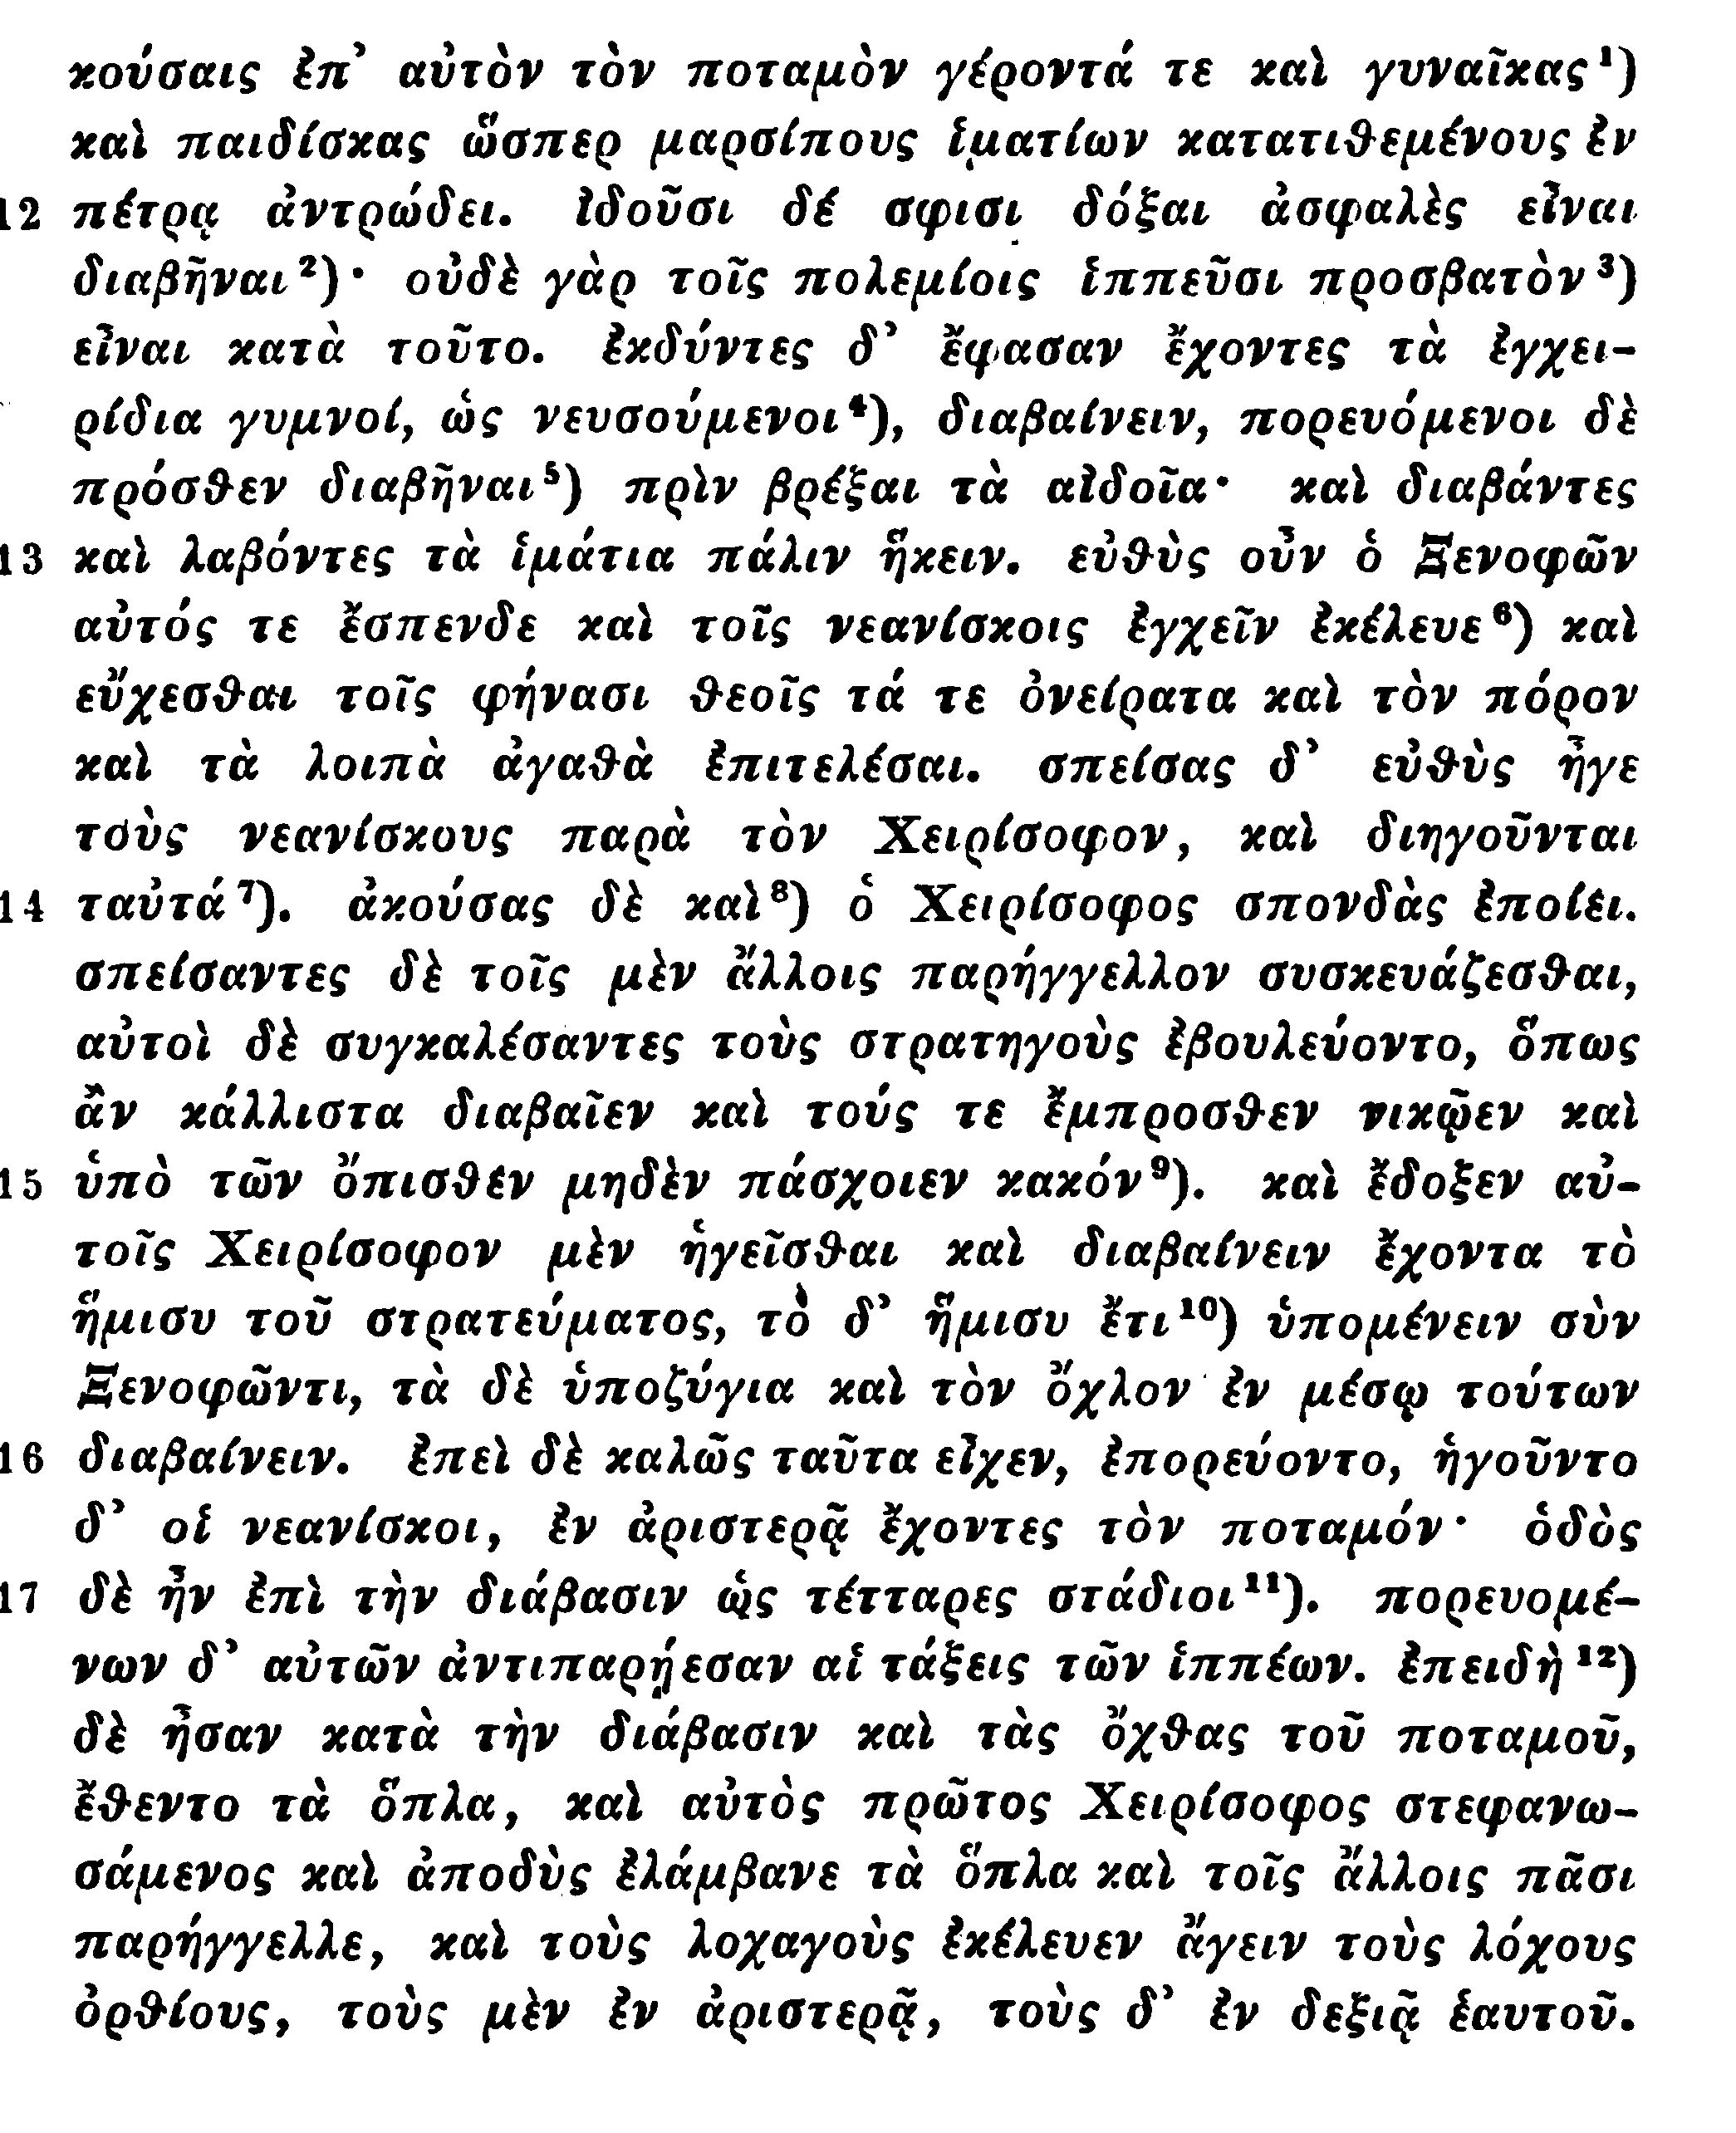 κούσαις ἐπ’ αὐτὸν τὸν ποταμὸν γέροντά τε καὶ γυναῖκας¹)
καὶ παιδίσκας ὥσπερ μαρσίπους ἱματίων κατατιθεμένους ἐν
12 πέτρᾳ ἀντρώδει. ἰδοῦσι δέ σφισι δόξαι ἀσφαλὲς εἶναι
διαβῆναι²)· οὐδὲ γὰρ τοῖς πολεμίοις ἱππεῦσι προσβατὸν³)
εἶναι κατὰ τοῦτο. ἐκδύντες δ’ ἔφασαν ἔχοντες τὰ ἐγχει-
ρίδια γυμνοί, ὡς νευσούμενοι⁴), διαβαίνειν, πορευόμενοι δὲ
πρόσθεν διαβῆναι⁵) πρὶν βρέξαι τὰ αἰδοῖα· καὶ διαβάντες
13 καὶ λαβόντες τὰ ἱμάτια πάλιν ἥκειν. εὐθὺς οὖν ὁ Ξενοφῶν
αὐτός τε ἔσπενδε καὶ τοῖς νεανίσκοις ἐγχεῖν ἐκέλευε⁶) καὶ
εὔχεσθαι τοῖς φήνασι θεοῖς τά τε ὀνείρατα καὶ τὸν πόρον
καὶ τὰ λοιπὰ ἀγαθὰ ἐπιτελέσαι. σπείσας δ’ εὐθὺς ἦγε
τοὺς νεανίσκους παρὰ τὸν Χειρίσοφον, καὶ διηγοῦνται
14 ταὐτά⁷). ἀκούσας δὲ καὶ⁸) ὁ Χειρίσοφος σπονδὰς ἐποίει.
σπείσαντες δὲ τοῖς μὲν ἄλλοις παρήγγελλον συσκευάζεσθαι,
αὐτοὶ δὲ συγκαλέσαντες τοὺς στρατηγοὺς ἐβουλεύοντο, ὅπως
ἂν κάλλιστα διαβαῖεν καὶ τούς τε ἔμπροσθεν νικῷεν καὶ
15 ὑπὸ τῶν ὄπισθεν μηδὲν πάσχοιεν κακόν⁹). καὶ ἔδοξεν αὐ-
τοῖς Χειρίσοφον μὲν ἡγεῖσθαι καὶ διαβαίνειν ἔχοντα τὸ
ἥμισυ τοῦ στρατεύματος, τὸ δ’ ἥμισυ ἔτι¹⁰) ὑπομένειν σὺν
Ξενοφῶντι, τὰ δὲ ὑποζύγια καὶ τὸν ὄχλον ἐν μέσῳ τούτων
16 διαβαίνειν. ἐπεὶ δὲ καλῶς ταῦτα εἶχεν, ἐπορεύοντο, ἡγοῦντο
δ’ οἱ νεανίσκοι, ἐν ἀριστερᾷ ἔχοντες τὸν ποταμόν· ὁδὸς
17 δὲ ἦν ἐπὶ τὴν διάβασιν ὡς τέτταρες στάδιοι¹¹). πορευομέ-
νων δ’ αὐτῶν ἀντιπαρῄεσαν αἱ τάξεις τῶν ἱππέων. ἐπειδὴ¹²)
δὲ ἦσαν κατὰ τὴν διάβασιν καὶ τὰς ὄχθας τοῦ ποταμοῦ,
ἔθεντο τὰ ὅπλα, καὶ αὐτὸς πρῶτος Χειρίσοφος στεφανω-
σάμενος καὶ ἀποδὺς ἐλάμβανε τὰ ὅπλα καὶ τοῖς ἄλλοις πᾶσι
παρήγγελλε, καὶ τοὺς λοχαγοὺς ἐκέλευεν ἄγειν τοὺς λόχους
ὀρθίους, τοὺς μὲν ἐν ἀριστερᾷ, τοὺς δ’ ἐν δεξιᾷ ἑαυτοῦ.